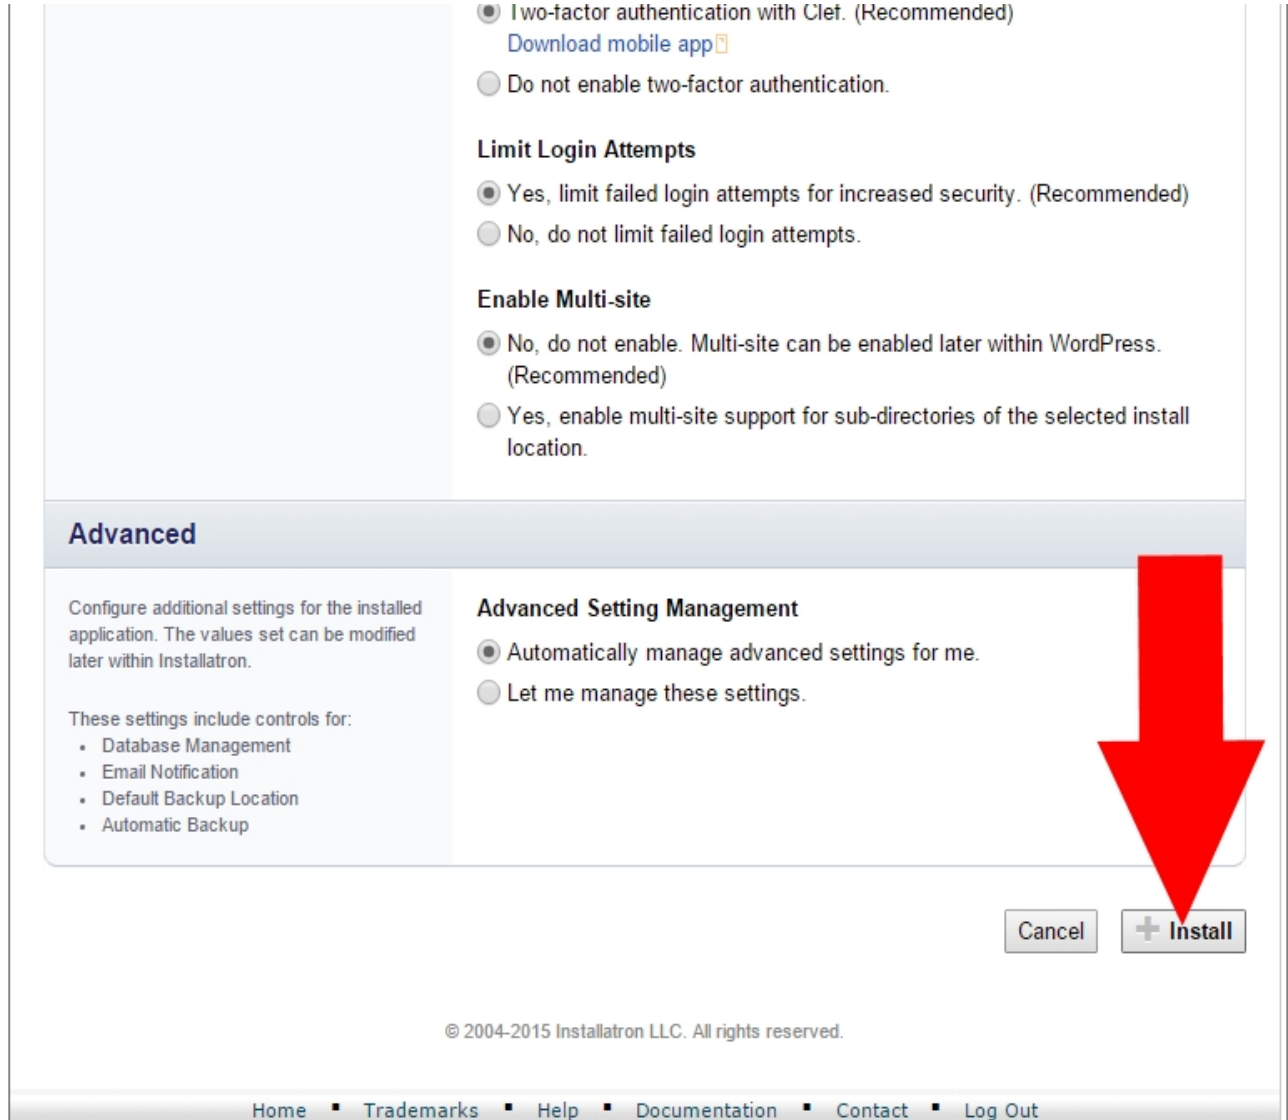 Two-factor authentication with Clef. (Recommended)
Download mobile app
Do not enable two-factor authentication.
Limit Login Attempts
Yes, limit failed login attempts for increased security. (Recommended)
No, do not limit failed login attempts.
Enable Multi-site
No, do not enable. Multi-site can be enabled later within WordPress.
(Recommended)
Yes, enable multi-site support for sub-directories of the selected install
location.
Advanced
Configure additional settings for the installed
application. The values set can be modified
later within Installatron.
These settings include controls for:
• Database Management
• Email Notification
• Default Backup Location
• Automatic Backup
Advanced Setting Management
Automatically manage advanced settings for me.
Let me manage these settings.
Cancel
Install
© 2004-2015 Installatron LLC. All rights reserved.
Home ▪ Trademarks ▪ Help ▪ Documentation ▪ Contact ▪ Log Out